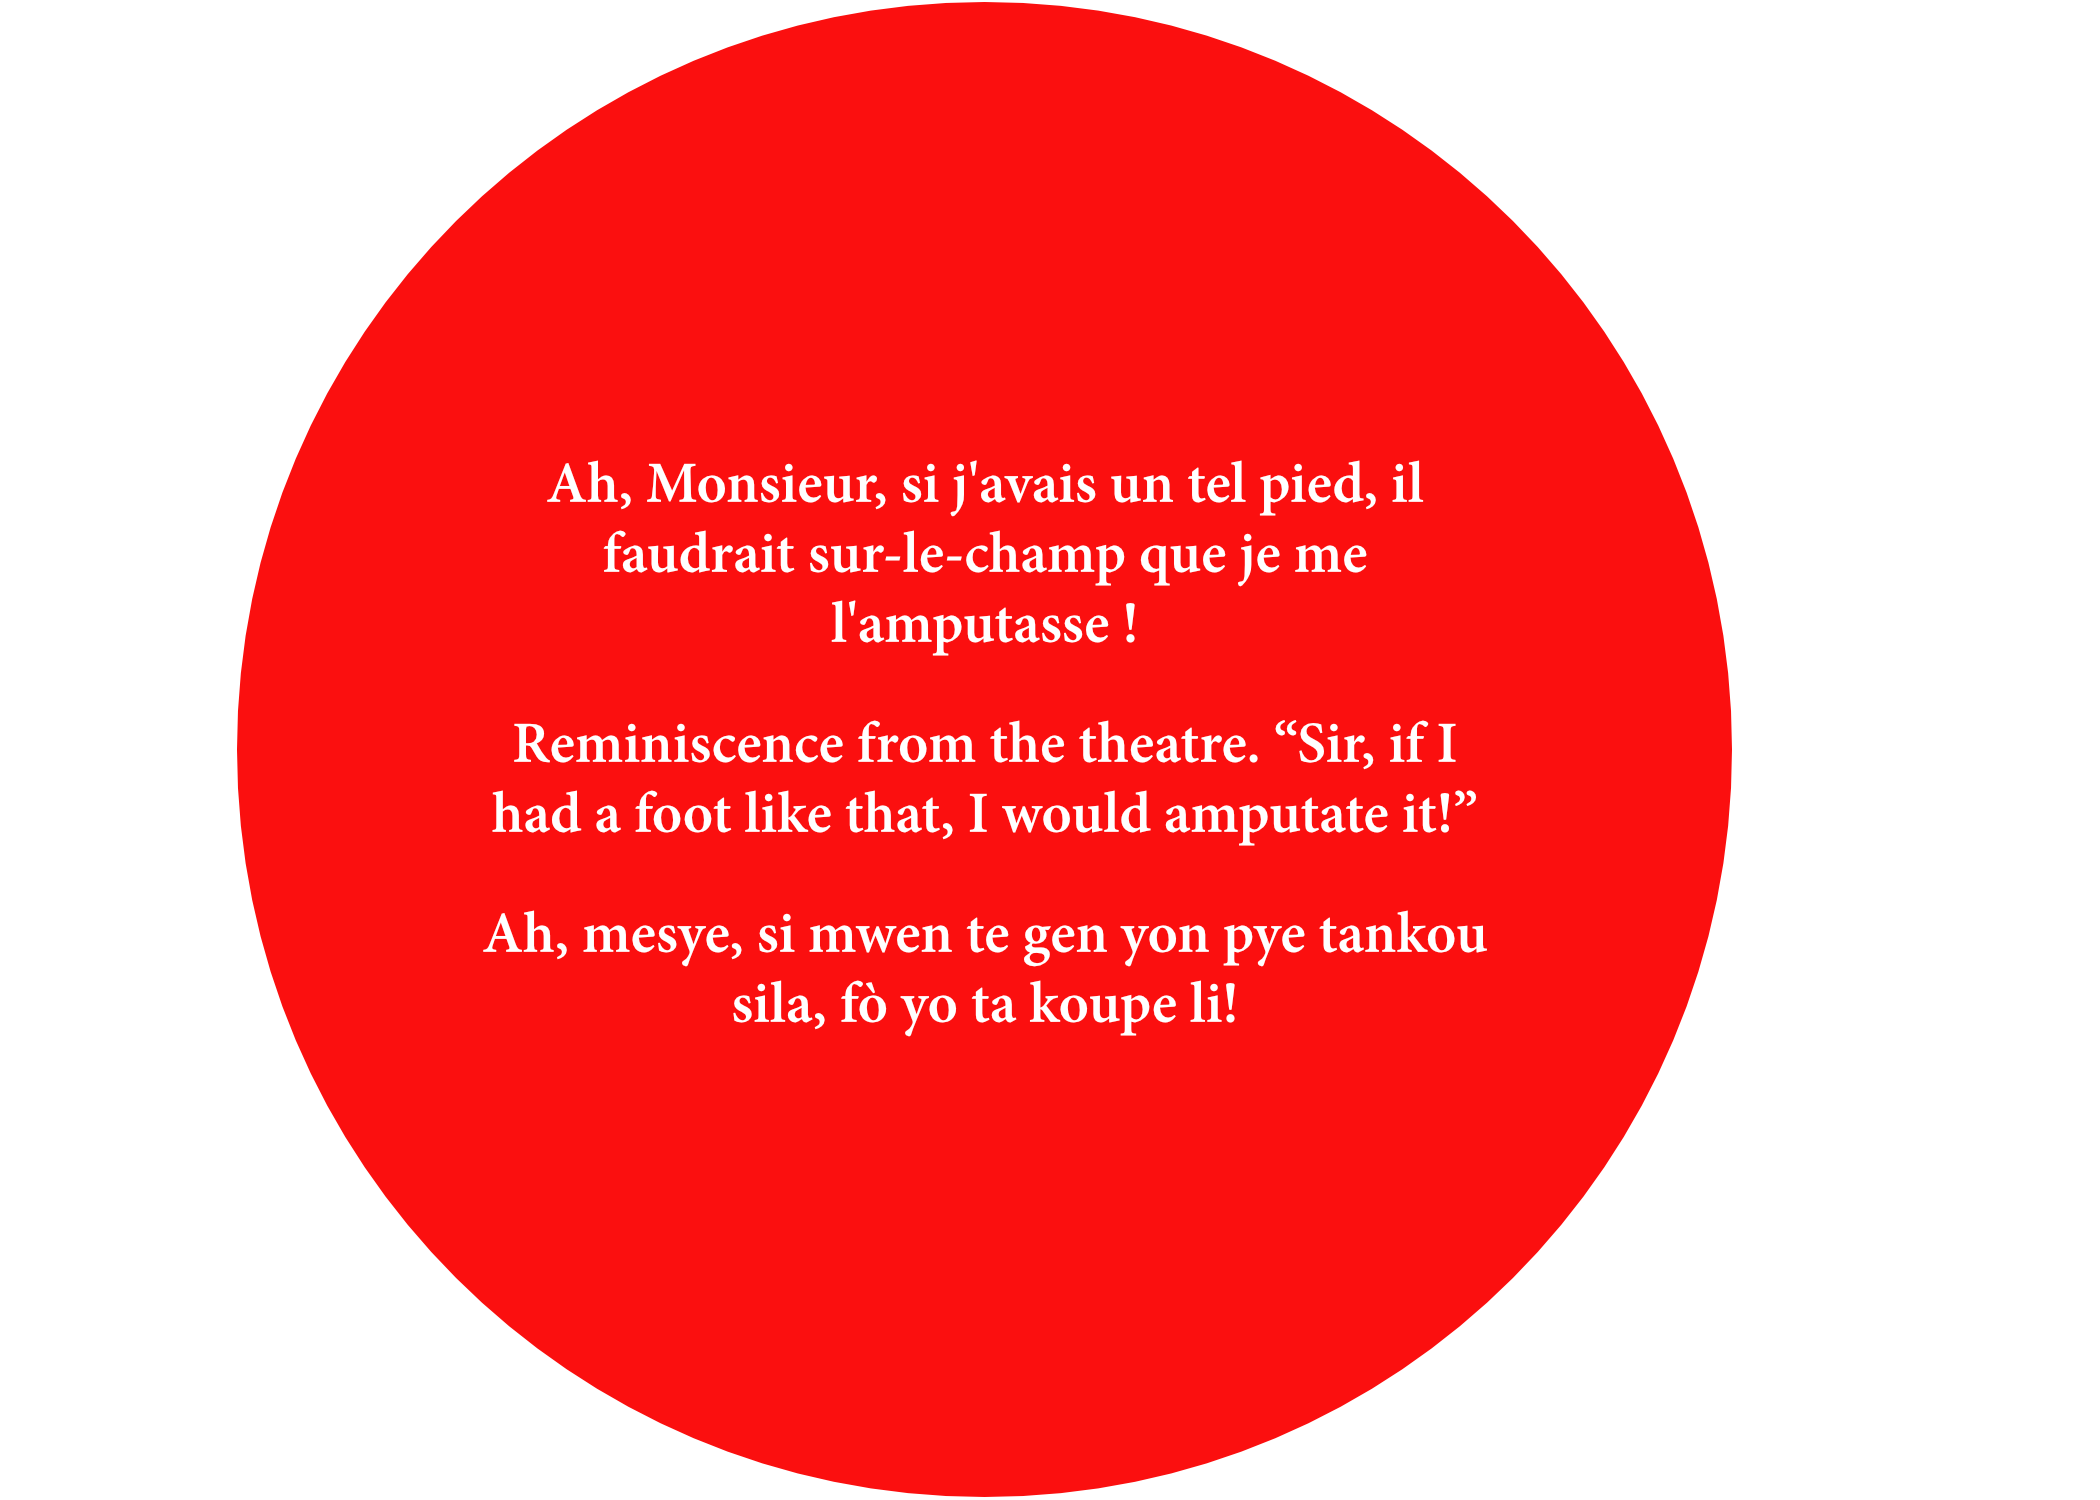 Ah, Monsieur, si j'avais un tel pied, il
faudrait sur-le-champ que je me
l'amputasse !
Reminiscence from the theatre. “Sir, if I
had a foot like that, I would amputate it!”
Ah, mesye, si mwen te gen yon pye tankou
sila, fò yo ta koupe li!